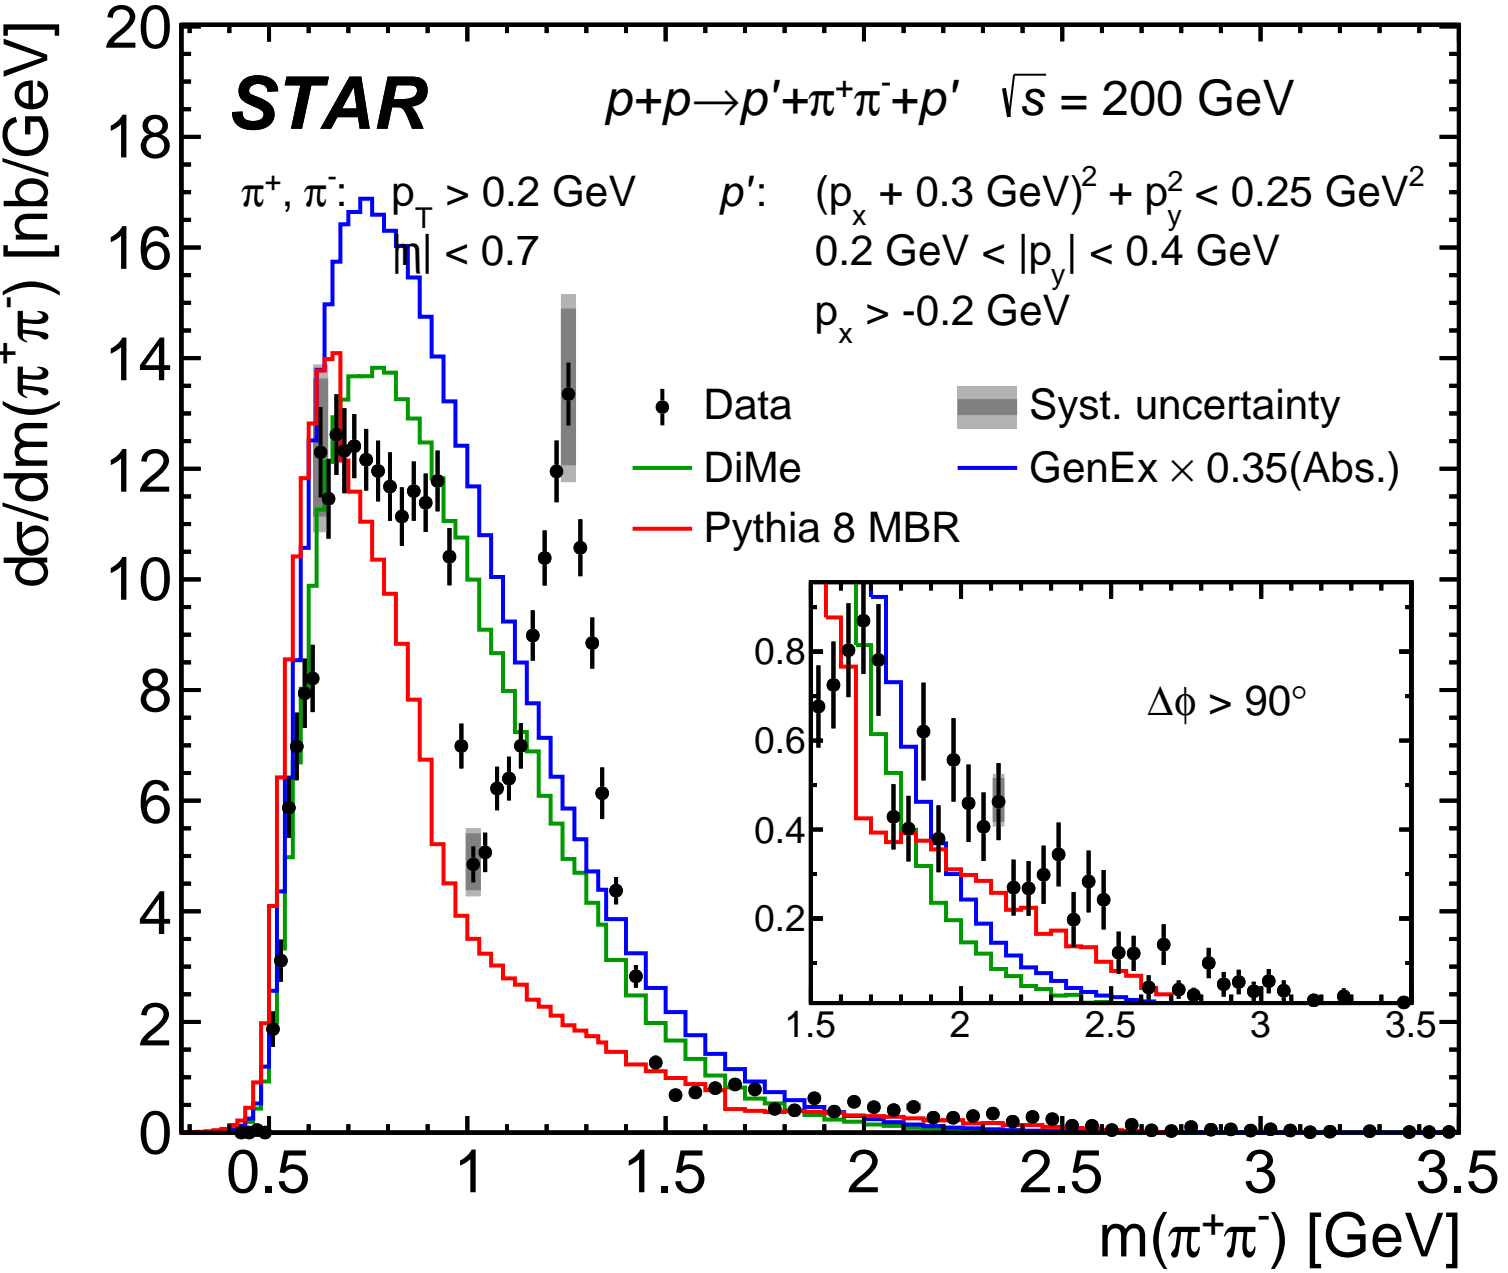 STAR p+p→p′+π⁺π⁻+p′ √s = 200 GeV
π⁺, π⁻: p_T > 0.2 GeV p′: (p_x + 0.3 GeV)² + p_y² < 0.25 GeV²
|η| < 0.7 0.2 GeV < |p_y| < 0.4 GeV
p_x > -0.2 GeV
Data Syst. uncertainty
DiMe GenEx × 0.35(Abs.)
Pythia 8 MBR
Δϕ > 90°
0.8
0.6
0.4
0.2
1.5 2 2.5 3 3.5
dσ/dm(π⁺π⁻) [nb/GeV]
20
18
16
14
12
10
8
6
4
2
0
0.5 1 1.5 2 2.5 3 3.5
m(π⁺π⁻) [GeV]